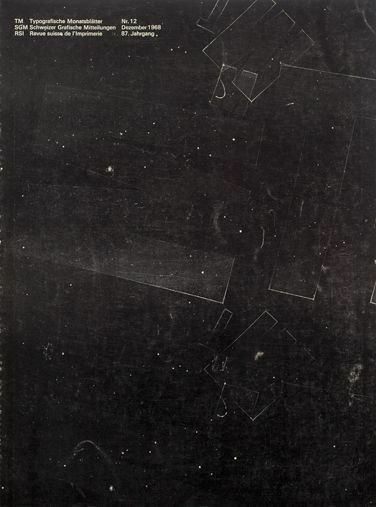 TM Typografische Monatsblätter Nr. 12
SGM Schweizer Grafische Mitteilungen Dezember 1968
RSI Revue suisse de l'Imprimerie 87. Jahrgang